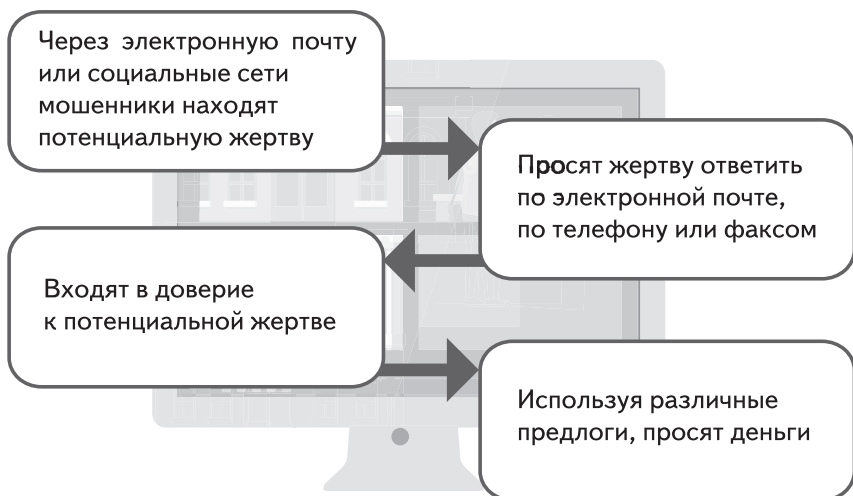 Через электронную почту
или социальные сети
мошенники находят
потенциальную жертву
Просят жертву ответить
по электронной почте,
по телефону или факсом
Входят в доверие
к потенциальной жертве
Используя различные
предлоги, просят деньги